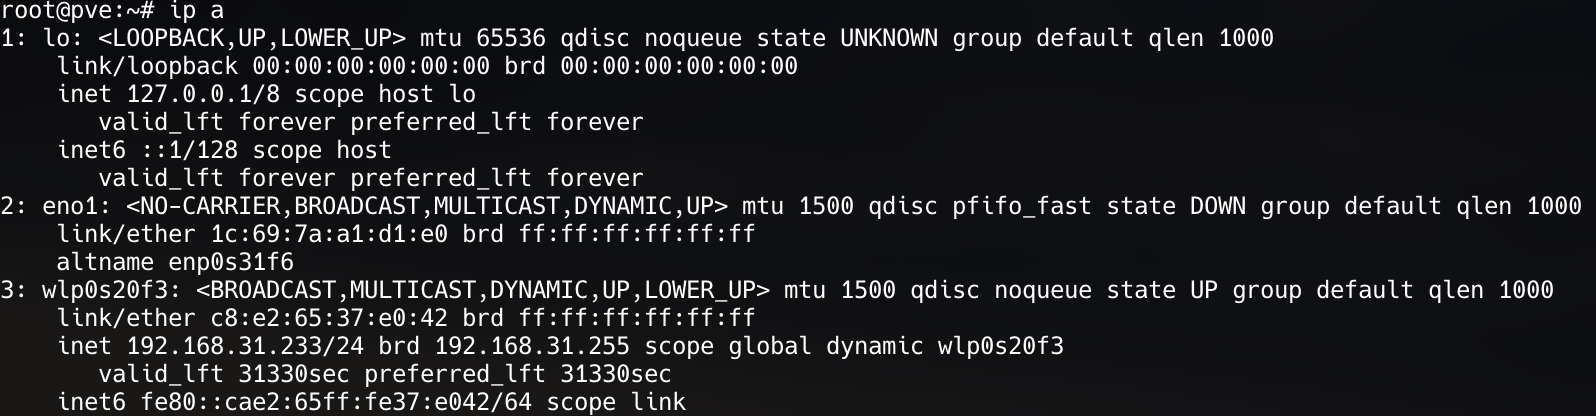 root@pve:~# ip a
1: lo: <LOOPBACK,UP,LOWER_UP> mtu 65536 qdisc noqueue state UNKNOWN group default qlen 1000
    link/loopback 00:00:00:00:00:00 brd 00:00:00:00:00:00
    inet 127.0.0.1/8 scope host lo
       valid_lft forever preferred_lft forever
    inet6 ::1/128 scope host
       valid_lft forever preferred_lft forever
2: eno1: <NO-CARRIER,BROADCAST,MULTICAST,DYNAMIC,UP> mtu 1500 qdisc pfifo_fast state DOWN group default qlen 1000
    link/ether 1c:69:7a:a1:d1:e0 brd ff:ff:ff:ff:ff:ff
    altname enp0s31f6
3: wlp0s20f3: <BROADCAST,MULTICAST,DYNAMIC,UP,LOWER_UP> mtu 1500 qdisc noqueue state UP group default qlen 1000
    link/ether c8:e2:65:37:e0:42 brd ff:ff:ff:ff:ff:ff
    inet 192.168.31.233/24 brd 192.168.31.255 scope global dynamic wlp0s20f3
       valid_lft 31330sec preferred_lft 31330sec
    inet6 fe80::cae2:65ff:fe37:e042/64 scope link